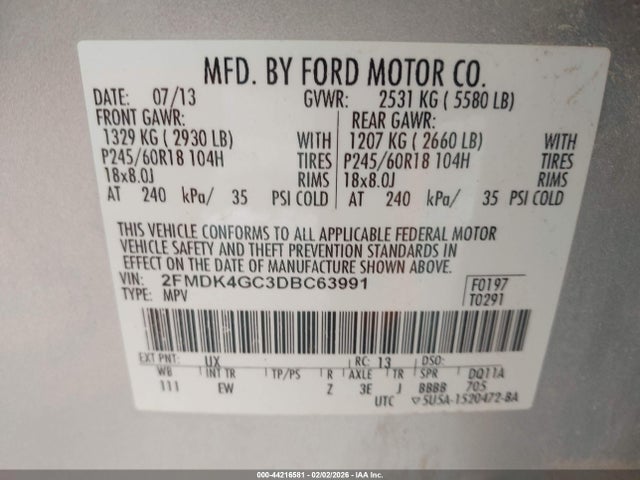 MFD. BY FORD MOTOR CO.
DATE: 07/13 GVWR: 2531 KG ( 5580 LB)
FRONT GAWR: REAR GAWR:
1329 KG ( 2930 LB) WITH 1207 KG ( 2660 LB) WITH
P245/60R18 104H TIRES P245/60R18 104H TIRES
18x8.0J RIMS 18x8.0J RIMS
AT 240 kPa/ 35 PSI COLD AT 240 kPa/ 35 PSI COLD
THIS VEHICLE CONFORMS TO ALL APPLICABLE FEDERAL MOTOR
VEHICLE SAFETY AND THEFT PREVENTION STANDARDS IN
EFFECT ON THE DATE OF MANUFACTURE SHOWN ABOVE.
VIN: 2FMDK4GC3DBC63991 F0197
TYPE: MPV T0291
EXT PNT: UX RC: 13 DSO:
WB INT TR TP/PS R AXLE TR SPR DQ11A
111 EW Z 3E J BBBB 705
UTC ▽5U5A-1520472-BA
000-44216581 - 02/02/2026 - IAA Inc.